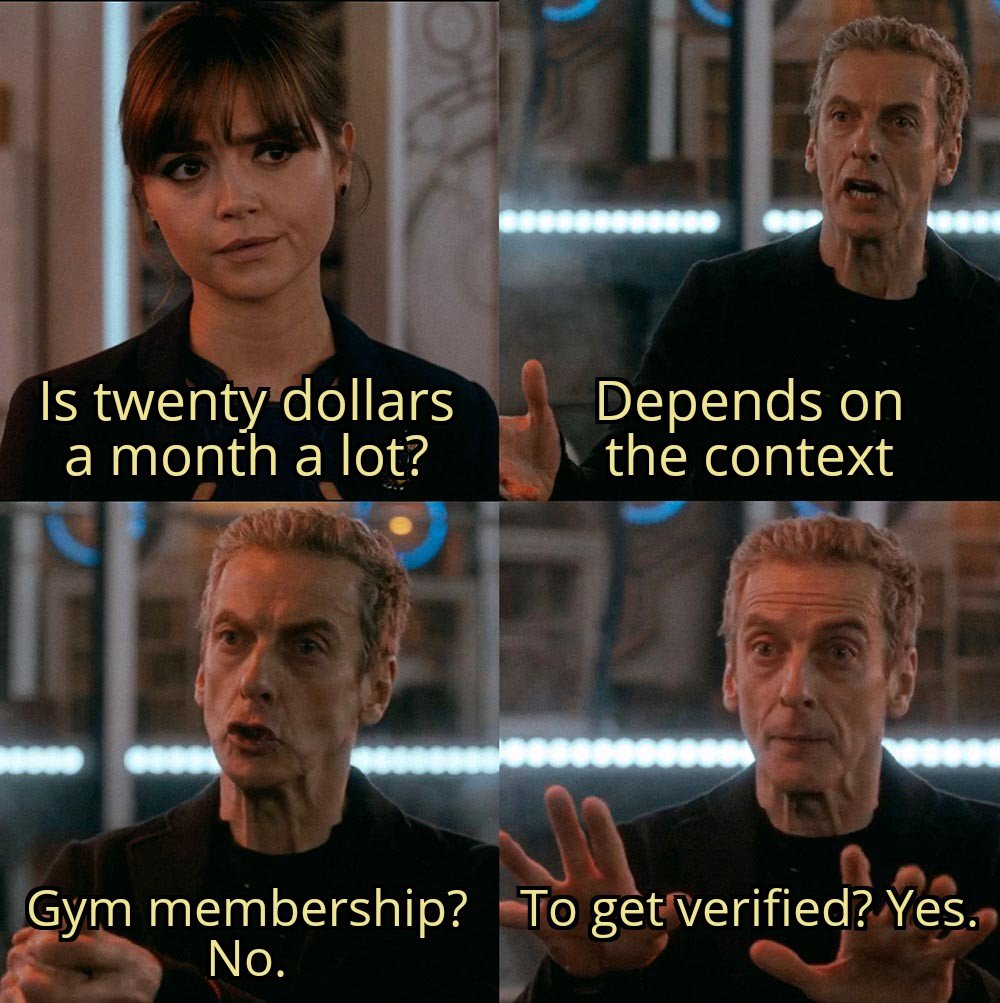 Is twenty dollars
a month a lot?
Depends on
the context
Gym membership?
No.
To get verified? Yes.